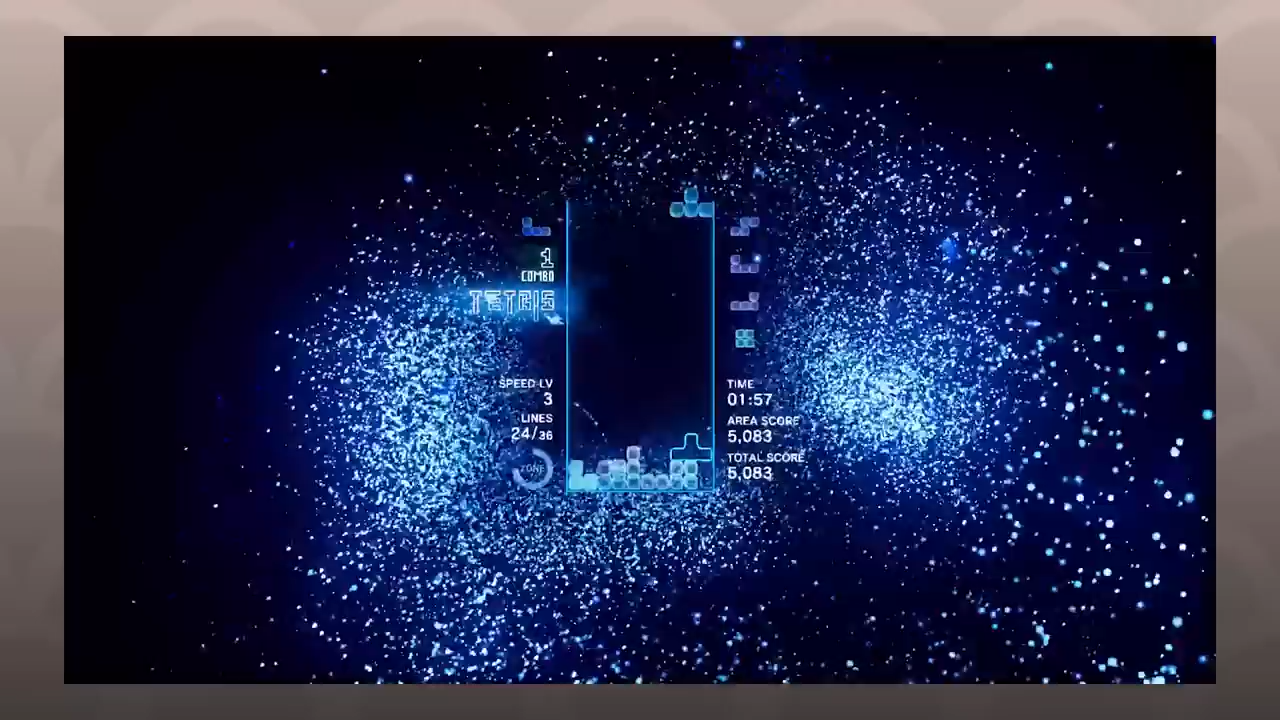 1
COMBO
TETRIS
SPEED LV
3
LINES
24/36
ZONE
TIME
01:57
AREA SCORE
5,083
TOTAL SCORE
5,083